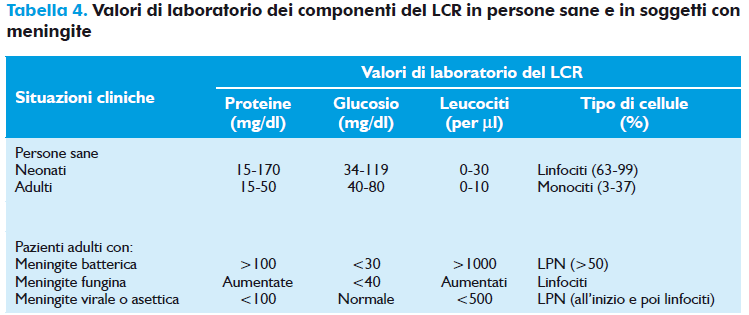 Tabella 4. Valori di laboratorio dei componenti del LCR in persone sane e in soggetti con
meningite
Situazioni cliniche
Valori di laboratorio del LCR
Proteine Glucosio Leucociti Tipo di cellule
(mg/dl) (mg/dl) (per µl) (%)
Persone sane
Neonati 15-170 34-119 0-30 Linfociti (63-99)
Adulti 15-50 40-80 0-10 Monociti (3-37)
Pazienti adulti con:
Meningite batterica >100 <30 >1000 LPN (>50)
Meningite fungina Aumentate <40 Aumentati Linfociti
Meningite virale o asettica <100 Normale <500 LPN (all'inizio e poi linfociti)